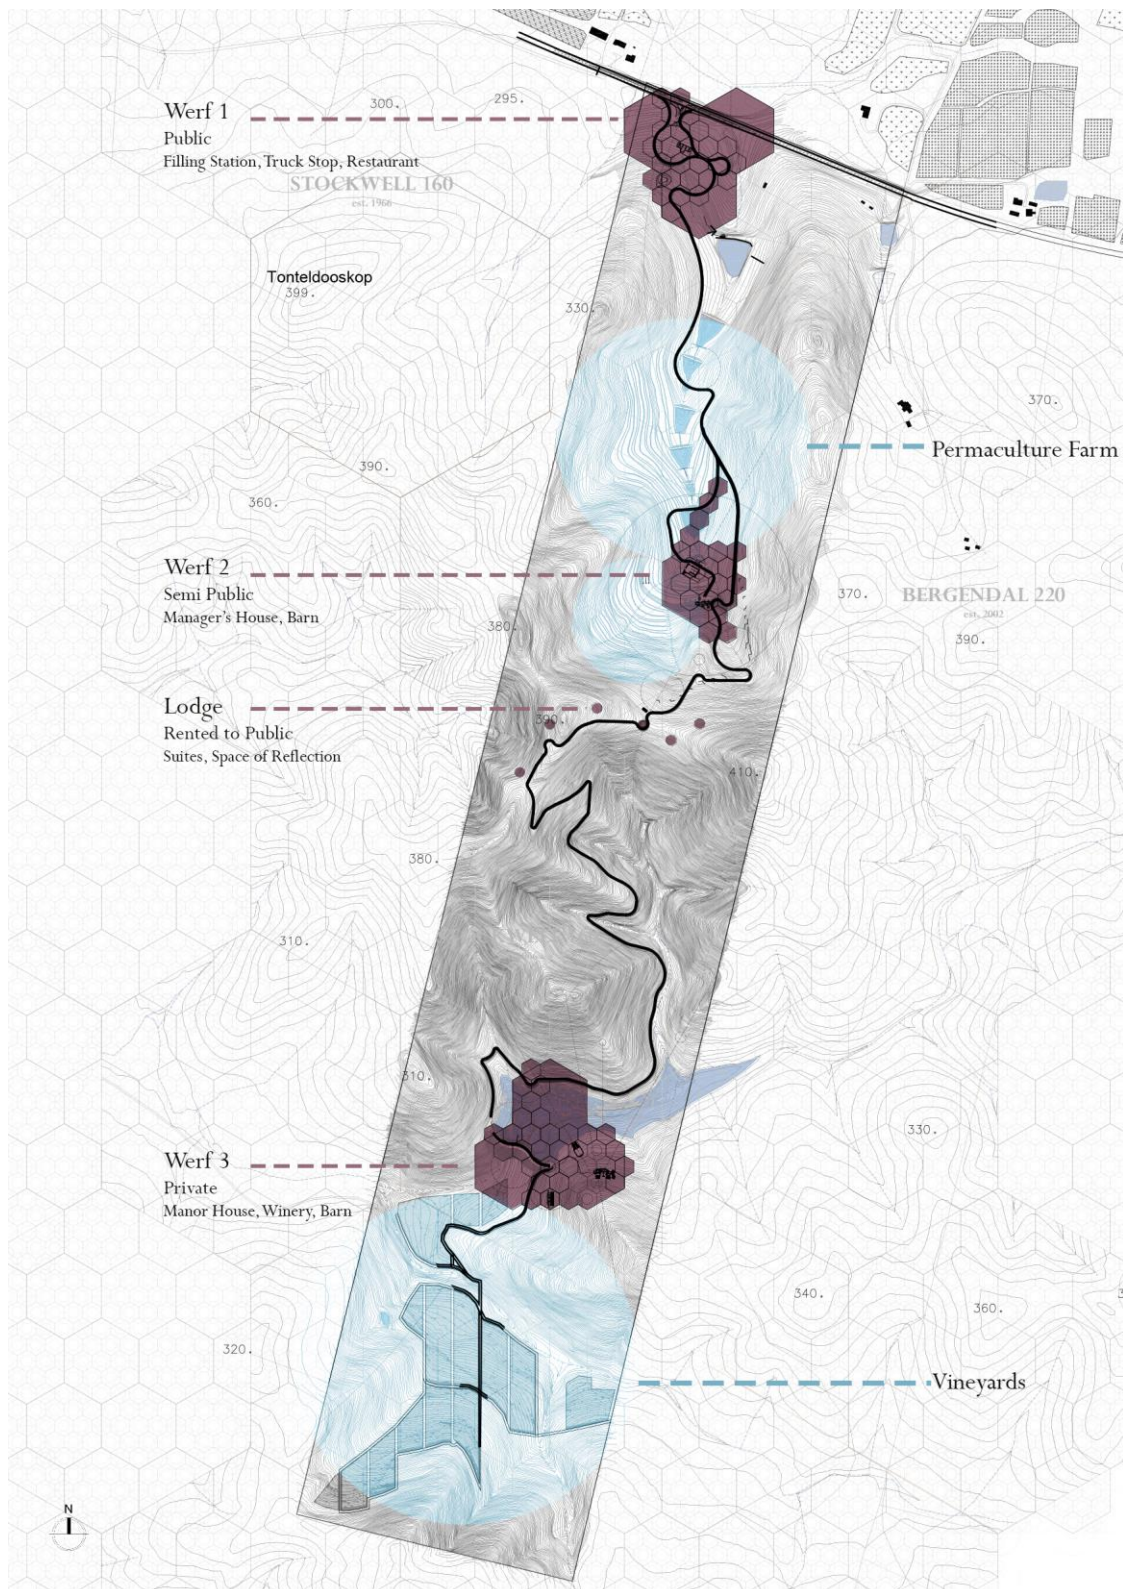 300.
295.
Werf 1
Public
Filling Station, Truck Stop, Restaurant
STOCKWELL 160
est. 1966
Tonteldooskop
399.
330.
370.
Permaculture Farm
390.
360.
Werf 2
Semi Public
Manager's House, Barn
370.
BERGENDAL 220
est. 2002
390.
380.
Lodge
Rented to Public
Suites, Space of Reflection
390.
410.
380.
310.
310.
330.
Werf 3
Private
Manor House, Winery, Barn
340.
360.
320.
Vineyards
N